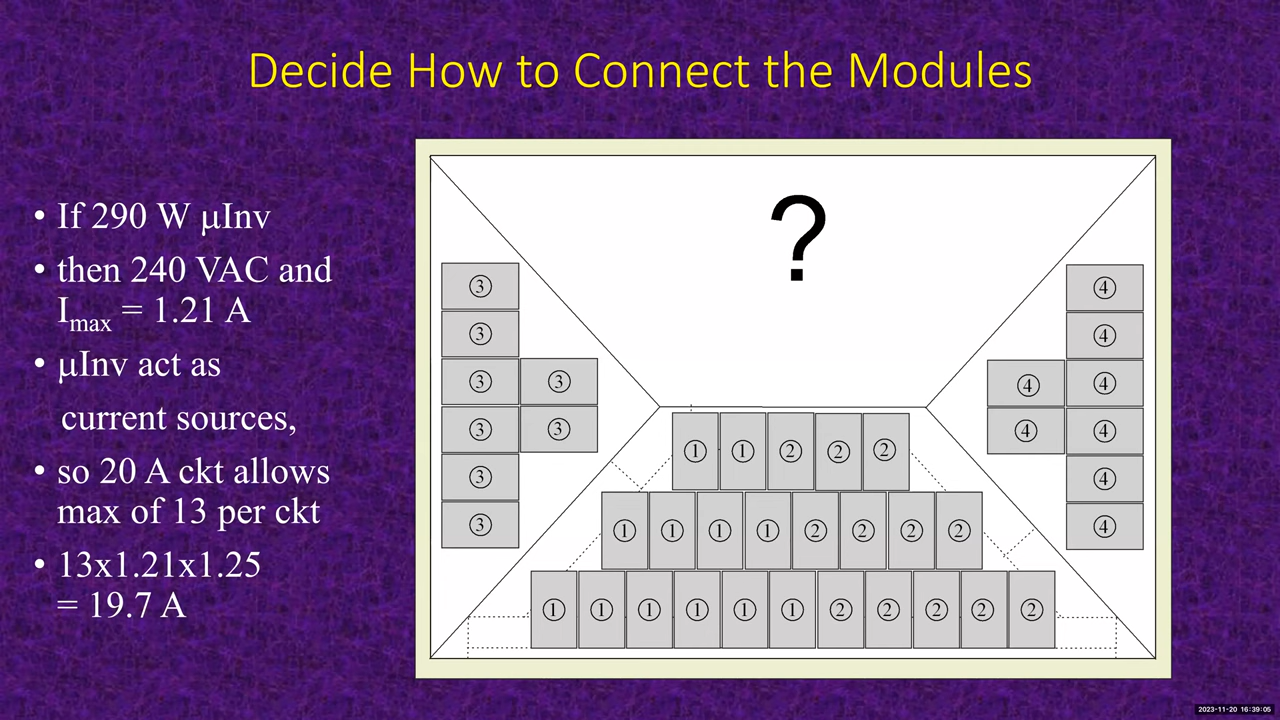 Decide How to Connect the Modules
• If 290 W μInv
• then 240 VAC and
Imax = 1.21 A
• μInv act as
current sources,
• so 20 A ckt allows
max of 13 per ckt
• 13x1.21x1.25
= 19.7 A
?
③ ④
③ ④
③ ③ ④ ④
③ ③ ④ ④
① ① ② ② ②
③ ④
③ ④
① ① ① ① ② ② ② ②
① ① ① ① ① ① ② ② ② ② ②
2023-11-20 16:39:05